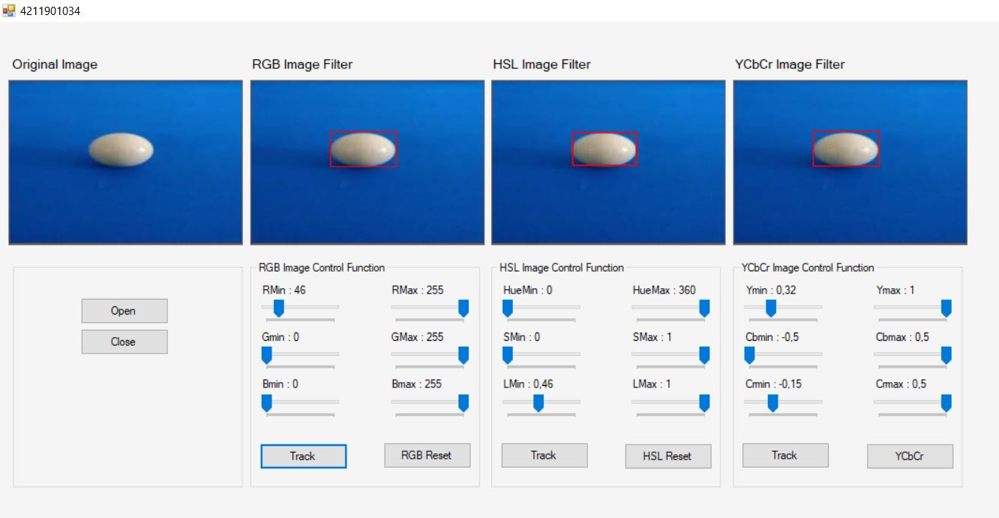 4211901034
Original Image
RGB Image Filter
HSL Image Filter
YCbCr Image Filter
Open
Close
RGB Image Control Function
RMin : 46
RMax : 255
Gmin : 0
GMax : 255
Bmin : 0
Bmax : 255
Track
RGB Reset
HSL Image Control Function
HueMin : 0
HueMax : 360
SMin : 0
SMax : 1
LMin : 0,46
LMax : 1
Track
HSL Reset
YCbCr Image Control Function
Ymin : 0,32
Ymax : 1
Cbmin : -0,5
Cbmax : 0,5
Crmin : -0,15
Crmax : 0,5
Track
YCbCr